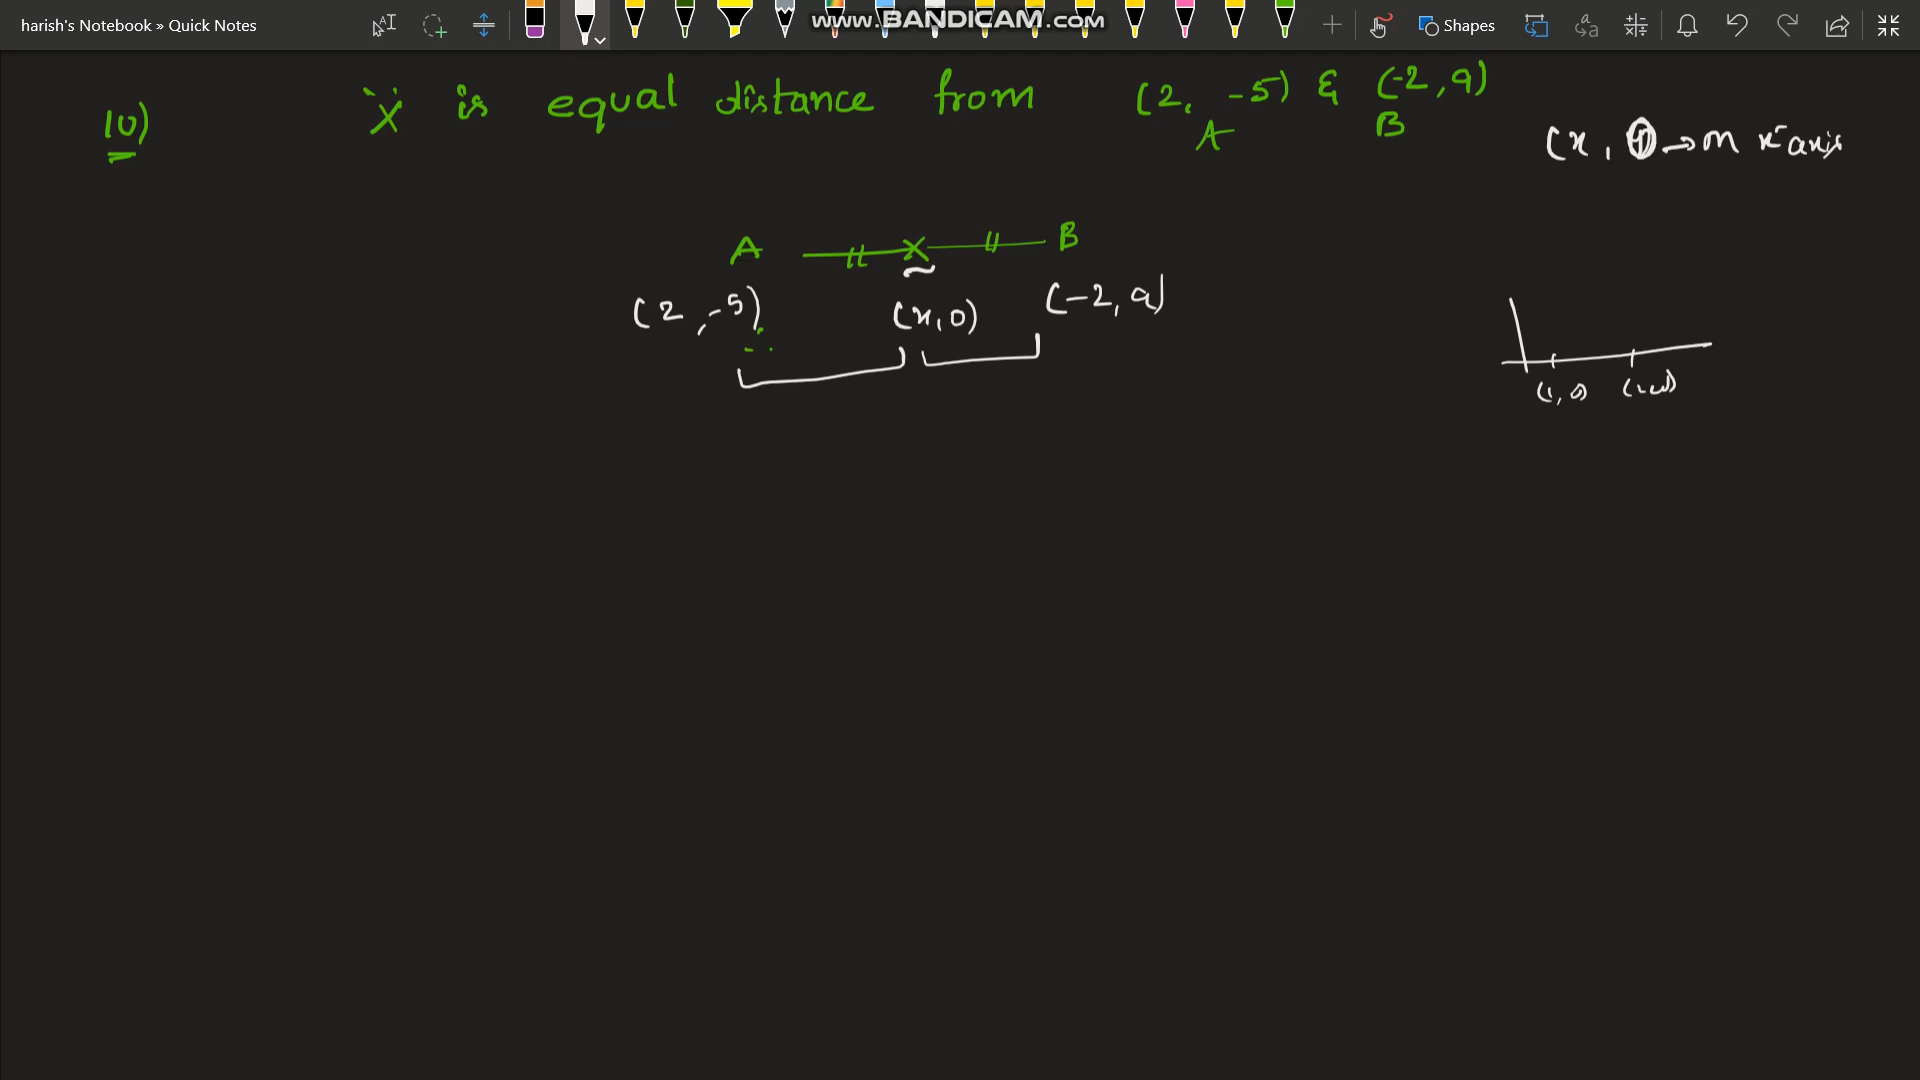 harish's Notebook » Quick Notes
www.BANDICAM.com
Shapes
10) X is equal distance from (2, -5) & (-2, 9)
A B
(x, → on x-axis
A X B
(2, -5) (x, 0) (-2, 9)
(1, 0)